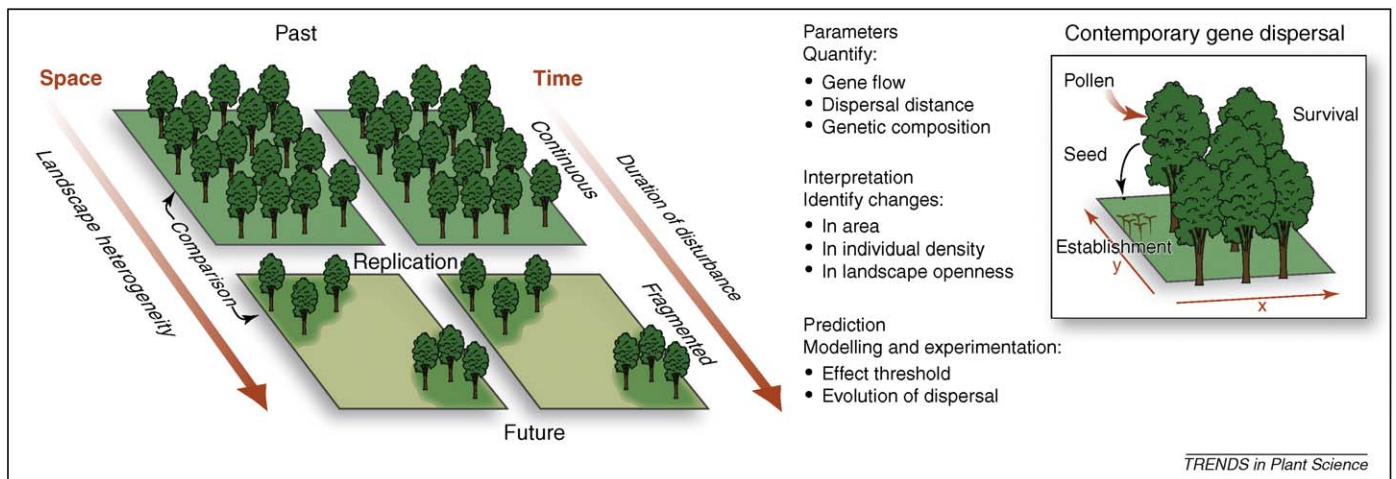 Past
Space
Time
Landscape heterogeneity
Comparison
Replication
Continuous
Fragmented
Duration of disturbance
Future
Parameters
Quantify:
• Gene flow
• Dispersal distance
• Genetic composition
Interpretation
Identify changes:
• In area
• In individual density
• In landscape openness
Prediction
Modelling and experimentation:
• Effect threshold
• Evolution of dispersal
Contemporary gene dispersal
Pollen
Survival
Seed
Establishment
y
x
TRENDS in Plant Science